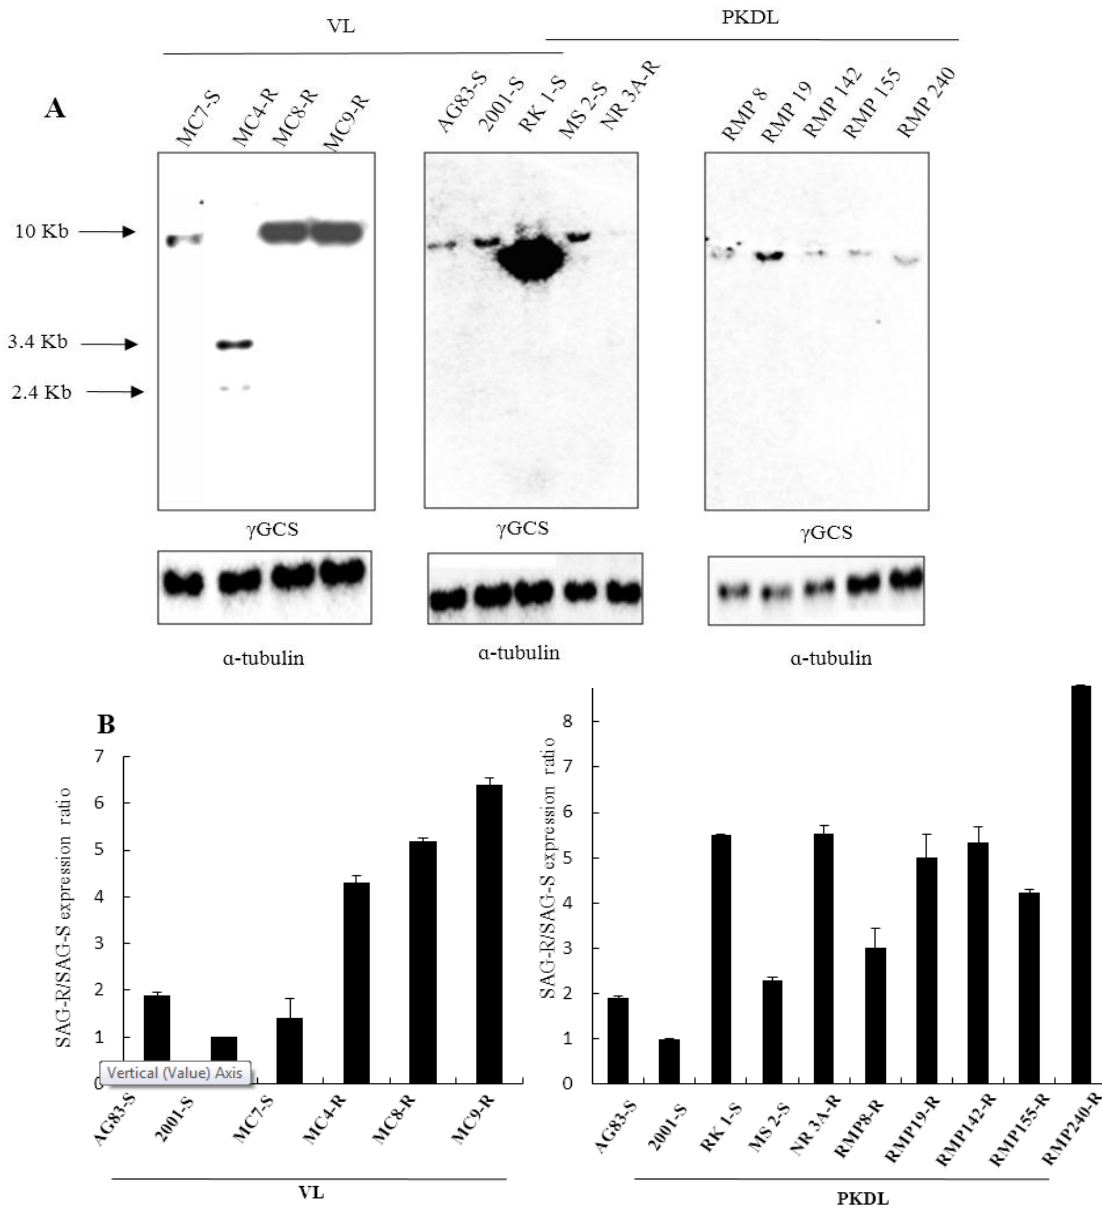 VL
PKDL
A
MC7-S
MC4-R
MC8-R
MC9-R
AG83-S
2001-S
RK 1-S
MS 2-S
NR 3A-R
RMP 8
RMP 19
RMP 142
RMP 155
RMP 240
10 Kb
3.4 Kb
2.4 Kb
γGCS
γGCS
γGCS
α-tubulin
α-tubulin
α-tubulin
B
SAG-R/SAG-S expression ratio
7
6
5
4
3
2
1
0
Vertical (Value) Axis
AG83-S
2001-S
MC7-S
MC4-R
MC8-R
MC9-R
VL
SAG-R/SAG-S expression ratio
8
7
6
5
4
3
2
1
0
AG83-S
2001-S
RK 1-S
MS 2-S
NR 3A-R
RMP8-R
RMP19-R
RMP142-R
RMP155-R
RMP240-R
PKDL